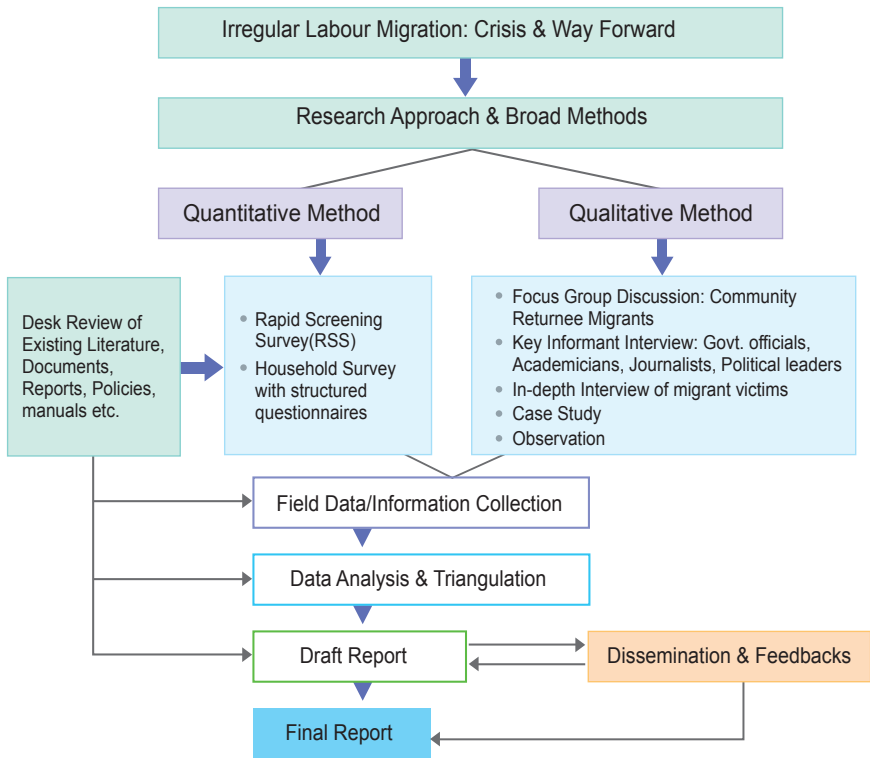 Irregular Labour Migration: Crisis & Way Forward
Research Approach & Broad Methods
Quantitative Method
Qualitative Method
Desk Review of
Existing Literature,
Documents,
Reports, Policies,
manuals etc.
• Rapid Screening
Survey(RSS)
• Household Survey
with structured
questionnaires
• Focus Group Discussion: Community
Returnee Migrants
• Key Informant Interview: Govt. officials,
Academicians, Journalists, Political leaders
• In-depth Interview of migrant victims
• Case Study
• Observation
Field Data/Information Collection
Data Analysis & Triangulation
Draft Report
Dissemination & Feedbacks
Final Report